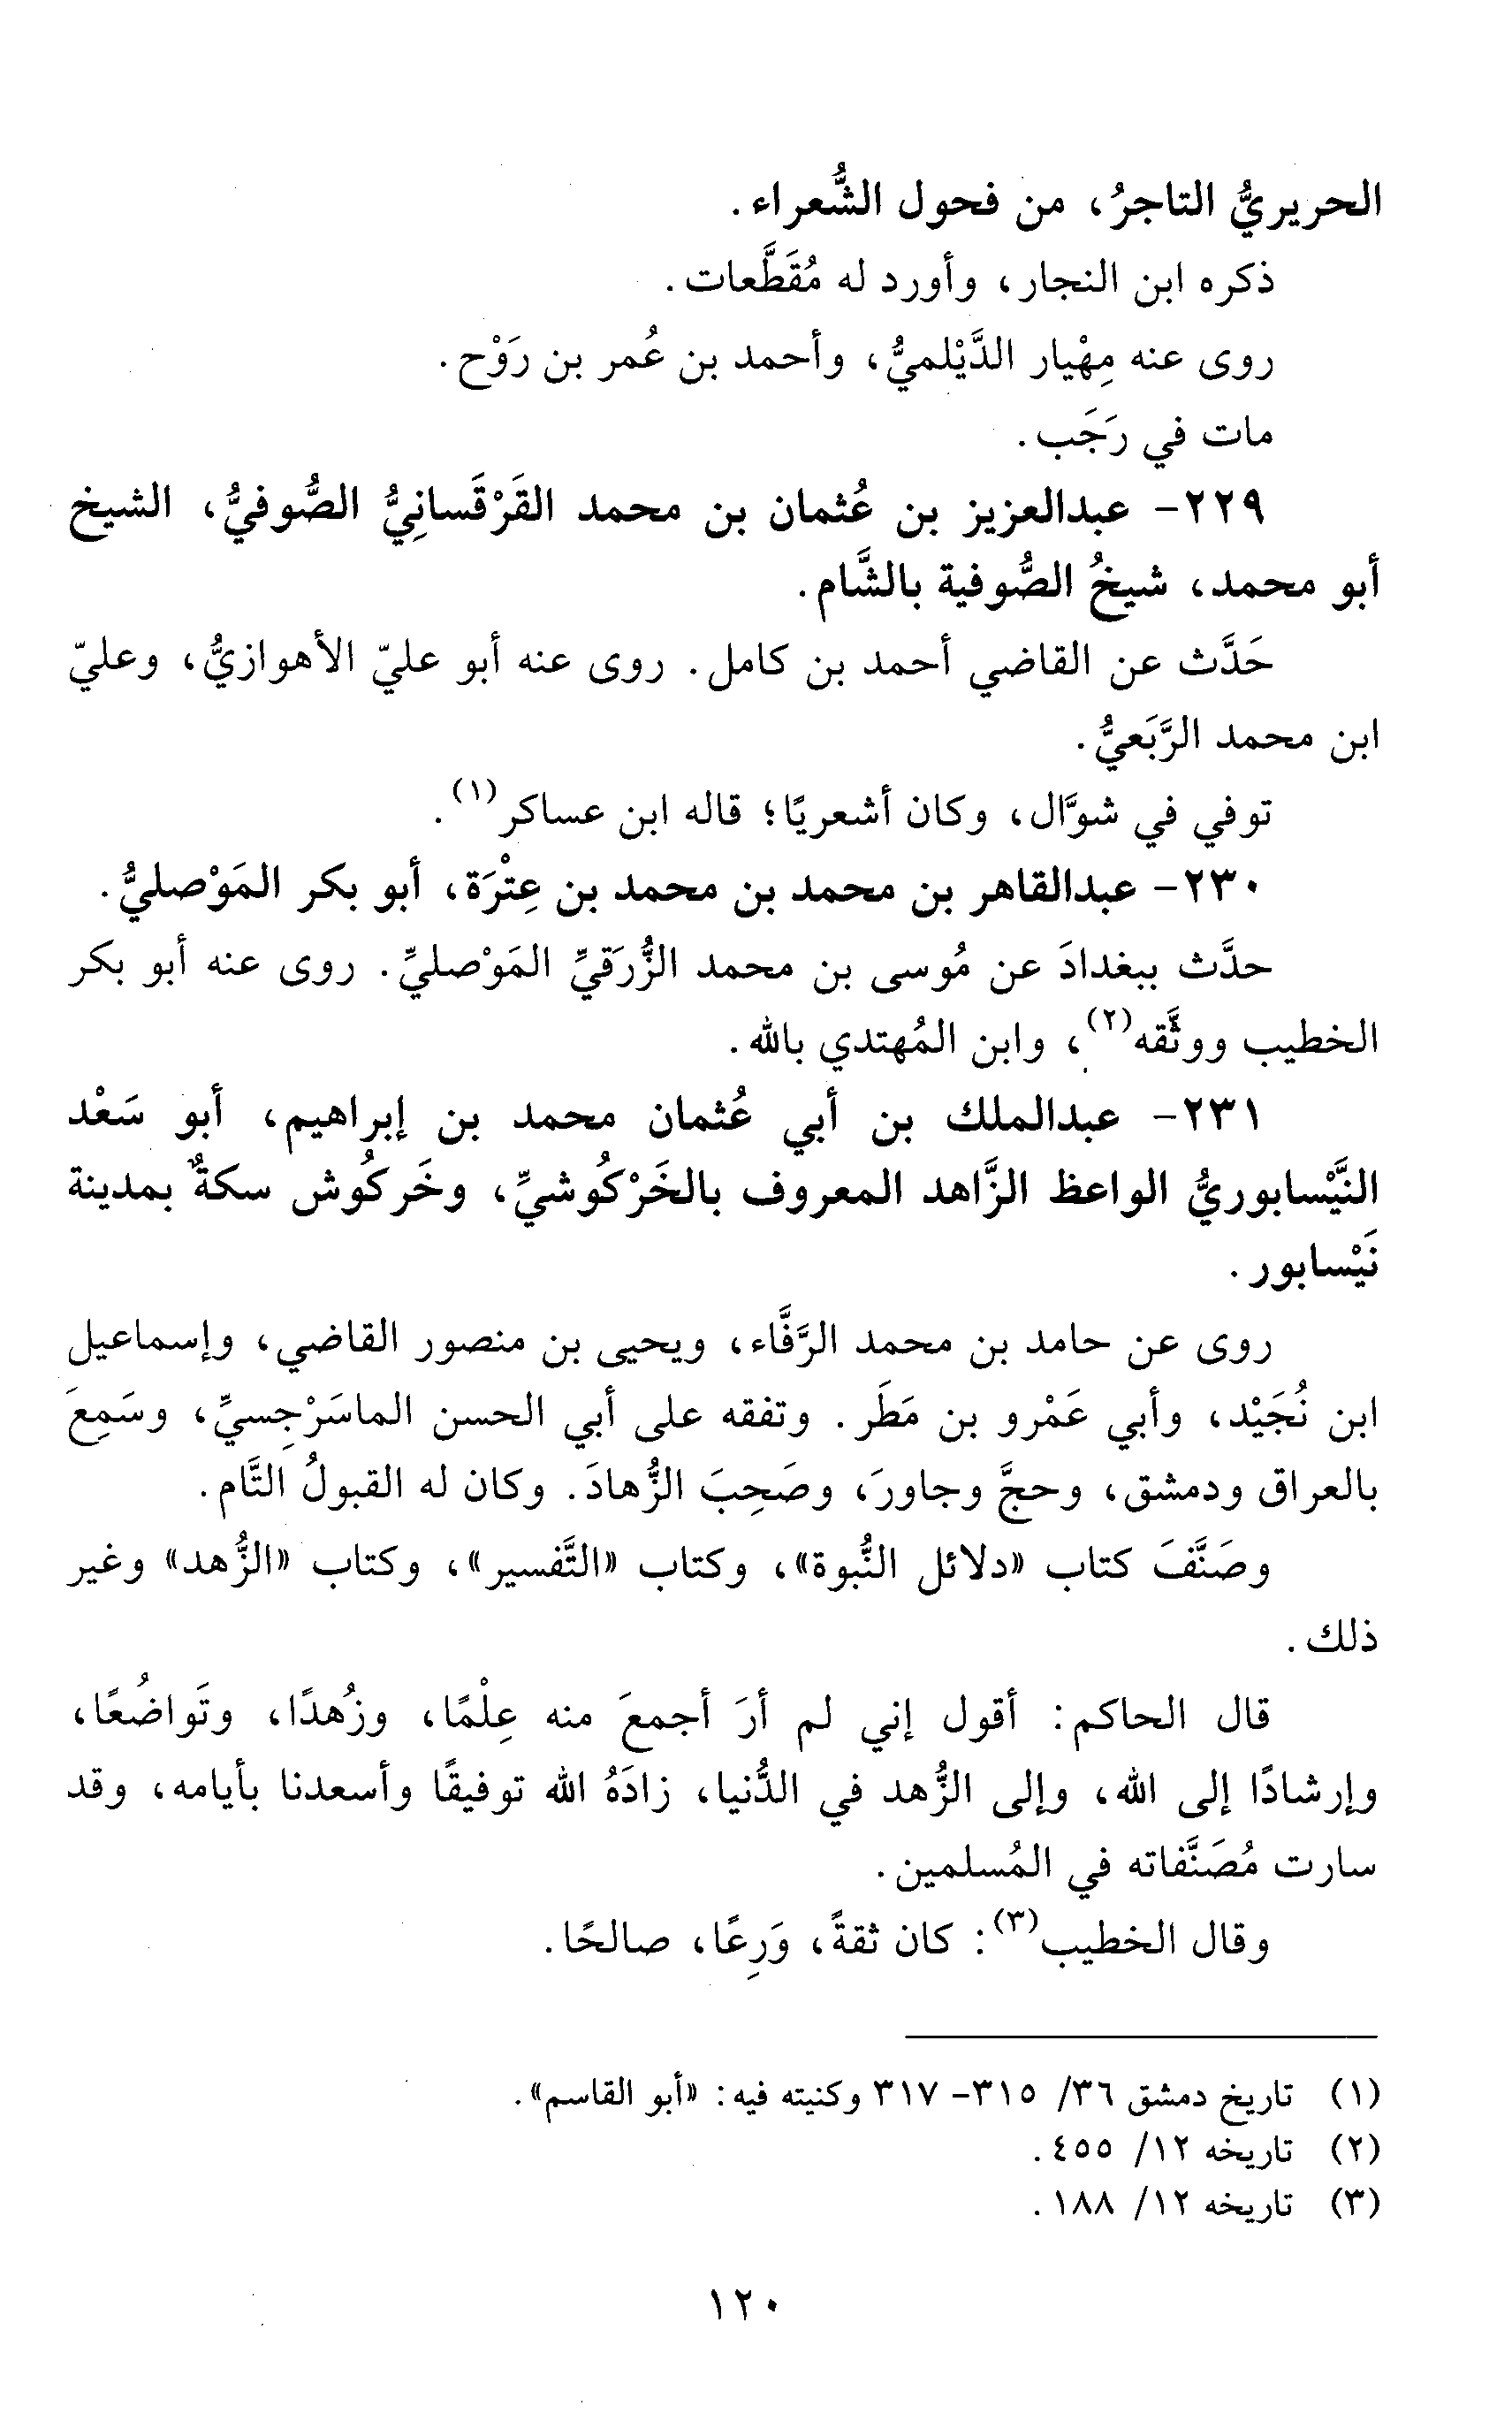 الحريريُّ التاجرُ، من فحول الشُّعراء.
ذكره ابن النجار، وأورد له مُقَطَّعات.
روى عنه مِهْيار الدَّيْلميُّ، وأحمد بن عُمر بن رَوْح.
مات في رَجَب.
٢٢٩- عبدالعزيز بن عُثمان بن محمد القَرْقَسانِيُّ الصُّوفيُّ، الشيخ
أبو محمد، شيخُ الصُّوفية بالشَّام.
حَدَّث عن القاضي أحمد بن كامل. روى عنه أبو عليّ الأهوازيُّ، وعليّ
ابن محمد الرَّبَعيُّ.
توفي في شوَّال، وكان أشعريًا؛ قاله ابن عساكر(١).
٢٣٠- عبدالقاهر بن محمد بن محمد بن عِتْرَة، أبو بكر المَوْصليُّ.
حدَّث ببغدادَ عن مُوسى بن محمد الزُّرَقيِّ المَوْصليِّ. روى عنه أبو بكر
الخطيب ووثَّقه(٢)، وابن المُهتدي بالله.
٢٣١- عبدالملك بن أبي عُثمان محمد بن إبراهيم، أبو سَعْد
النَّيْسابوريُّ الواعظ الزَّاهد المعروف بالخَرْكُوشيِّ، وخَركُوش سكةٌ بمدينة
نَيْسابور.
روى عن حامد بن محمد الرَّفَّاء، ويحيى بن منصور القاضي، وإسماعيل
ابن نُجَيْد، وأبي عَمْرو بن مَطَر. وتفقه على أبي الحسن الماسَرْجِسيِّ، وسَمِعَ
بالعراق ودمشق، وحجَّ وجاورَ، وصَحِبَ الزُّهادَ. وكان له القبولُ التَّام.
وصَنَّفَ كتاب «دلائل النُّبوة»، وكتاب «التَّفسير»، وكتاب «الزُّهد» وغير
ذلك.
قال الحاكم: أقول إني لم أرَ أجمعَ منه عِلْمًا، وزُهدًا، وتَواضُعًا،
وإرشادًا إلى الله، وإلى الزُّهد في الدُّنيا، زادَهُ الله توفيقًا وأسعدنا بأيامه، وقد
سارت مُصَنَّفاته في المُسلمين.
وقال الخطيب(٣): كان ثقةً، وَرِعًا، صالحًا.
(١) تاريخ دمشق ٣٦/ ٣١٥- ٣١٧ وكنيته فيه: «أبو القاسم».
(٢) تاريخه ١٢/ ٤٥٥.
(٣) تاريخه ١٢/ ١٨٨.
١٢٠